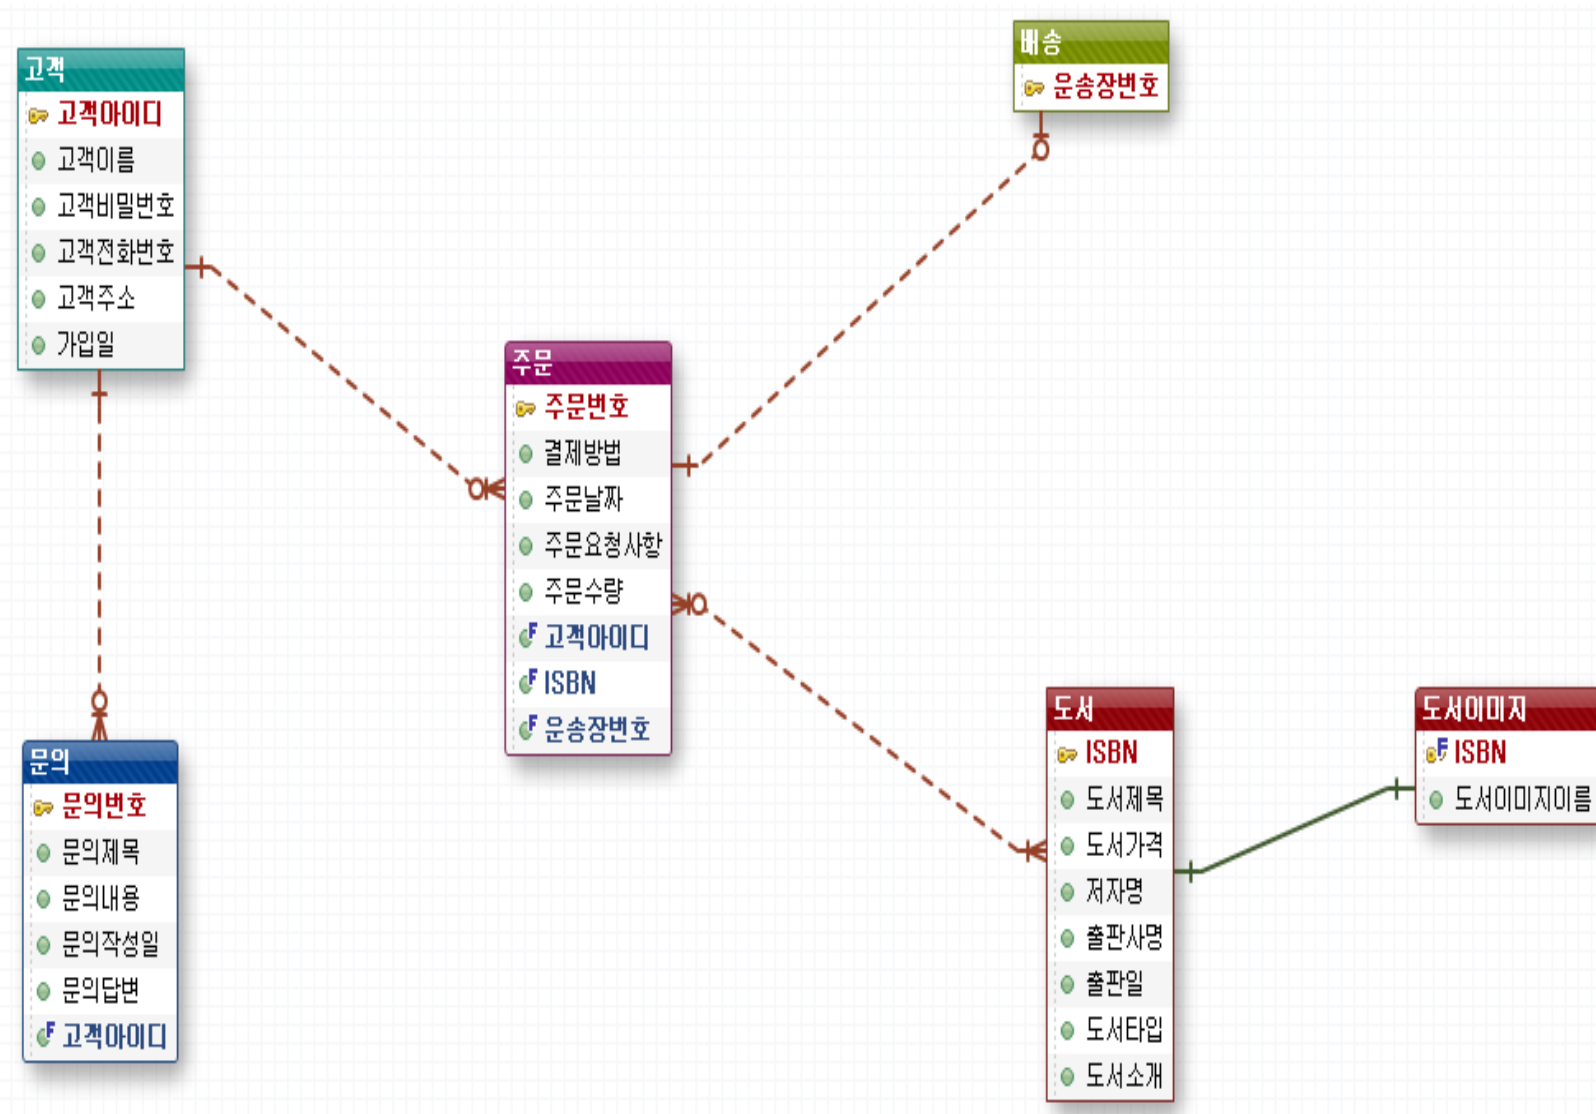 고객
고객아이디
고객이름
고객비밀번호
고객전화번호
고객주소
가입일
배송
운송장번호
주문
주문번호
결제방법
주문날짜
주문요청사항
주문수량
고객아이디
ISBN
운송장번호
문의
문의번호
문의제목
문의내용
문의작성일
문의답변
고객아이디
도서
ISBN
도서제목
도서가격
저자명
출판사명
출판일
도서타입
도서소개
도서이미지
ISBN
도서이미지이름